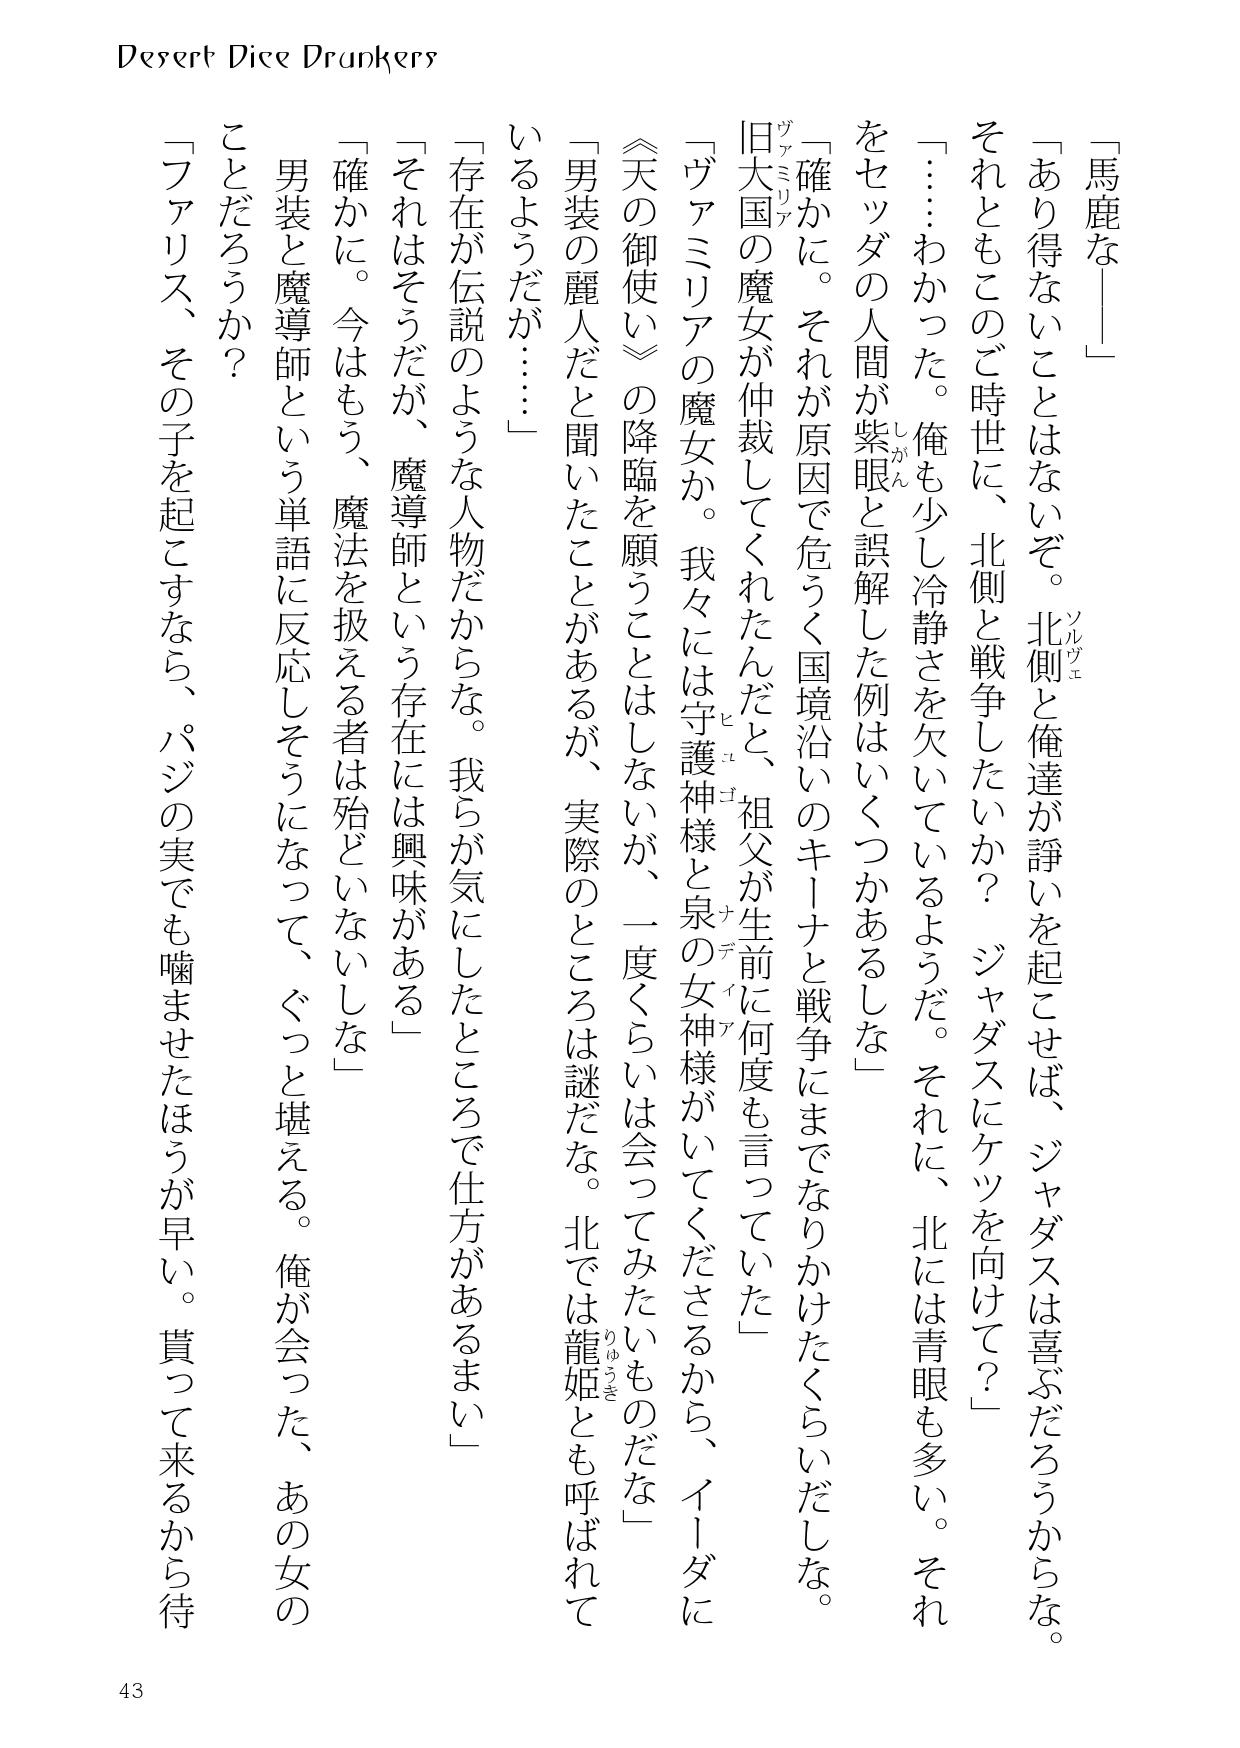 Desert Dice Drunkers
「馬鹿な――」
「あり得ないことはないぞ。北側と俺達が諍いを起こせば、ジャダスは喜ぶだろうからな。
それともこのご時世に、北側と戦争したいか？　ジャダスにケツを向けて？」
「……わかった。俺も少し冷静さを欠いているようだ。それに、北には青眼も多い。それ
をセッダの人間が紫眼と誤解した例はいくつかあるしな」
「確かに。それが原因で危うく国境沿いのキーナと戦争にまでなりかけたくらいだしな。
旧大国の魔女が仲裁してくれたんだと、祖父が生前に何度も言っていた」
「ヴァミリアの魔女か。我々には守護神様と泉の女神様がいてくださるから、イーダに
《天の御使い》の降臨を願うことはしないが、一度くらいは会ってみたいものだな」
「男装の麗人だと聞いたことがあるが、実際のところは謎だな。北では龍姫とも呼ばれて
いるようだが……」
「存在が伝説のような人物だからな。我らが気にしたところで仕方があるまい」
「それはそうだが、魔導師という存在には興味がある」
「確かに。今はもう、魔法を扱える者は殆どいないしな」
　男装と魔導師という単語に反応しそうになって、ぐっと堪える。俺が会った、あの女の
ことだろうか？
「ファリス、その子を起こすなら、パジの実でも噛ませたほうが早い。貰って来るから待
ソルヴェ
しがん
ヴァミリア
ヒュゴ
ナディア
りゅうき
43